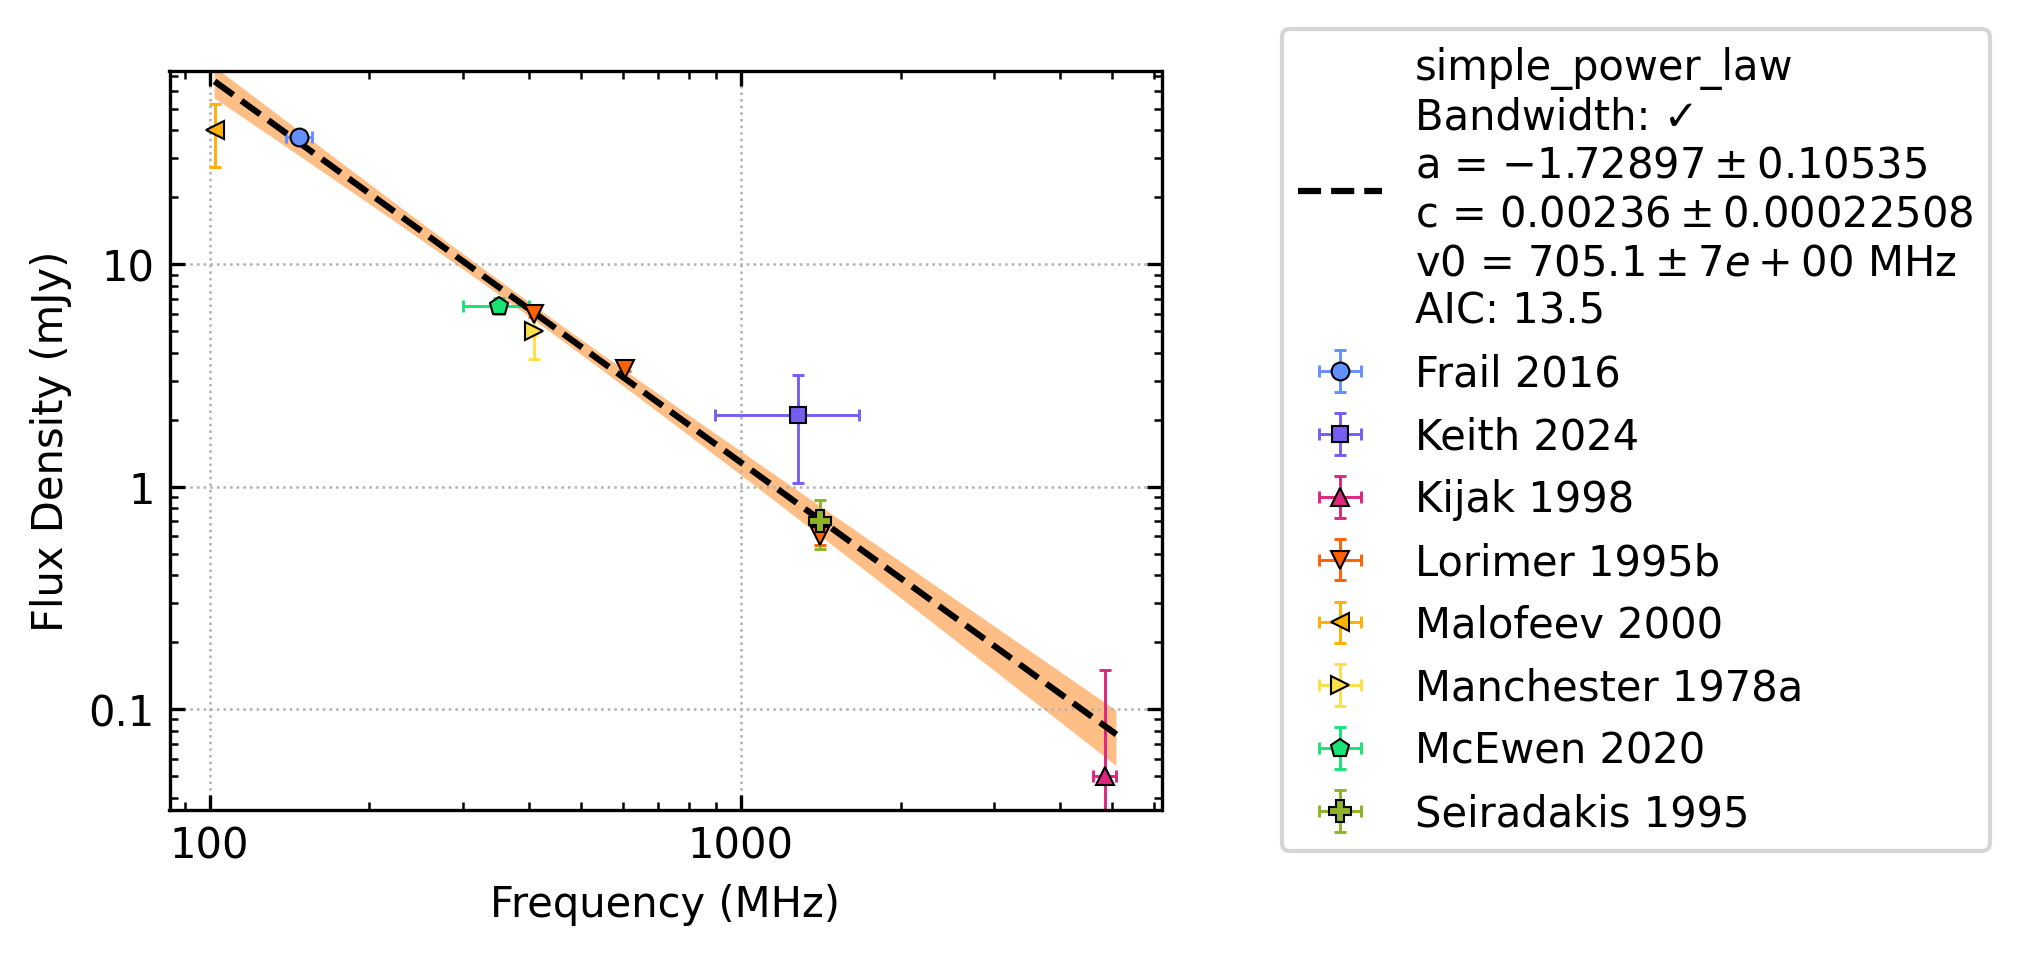 10
1
0.1
100
1000
Flux Density (mJy)
Frequency (MHz)
simple_power_law
Bandwidth: ✓
a = −1.72897 ± 0.10535
c = 0.00236 ± 0.00022508
v0 = 705.1 ± 7e + 00 MHz
AIC: 13.5
Frail 2016
Keith 2024
Kijak 1998
Lorimer 1995b
Malofeev 2000
Manchester 1978a
McEwen 2020
Seiradakis 1995